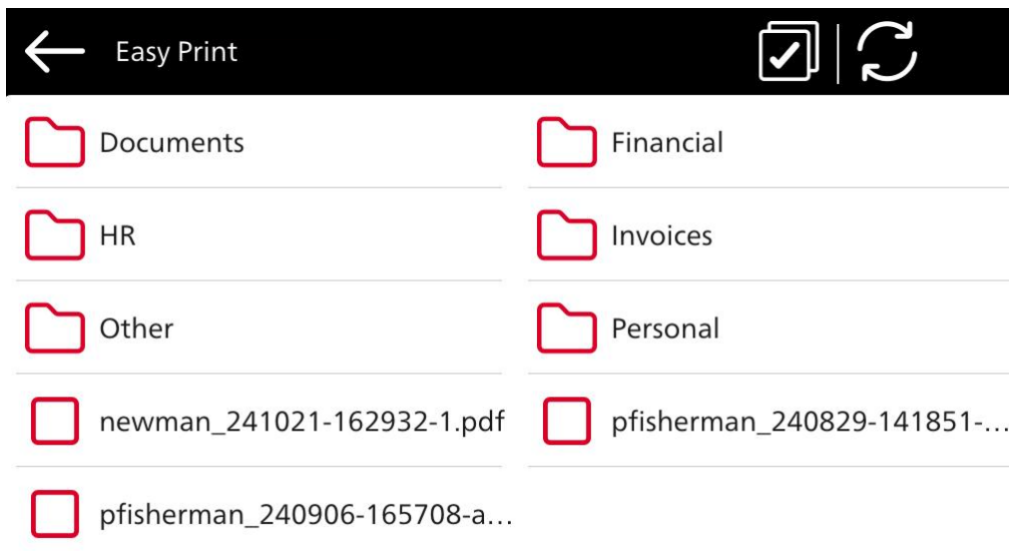 Easy Print
Documents
Financial
HR
Invoices
Other
Personal
newman_241021-162932-1.pdf
pfisherman_240829-141851-...
pfisherman_240906-165708-a...